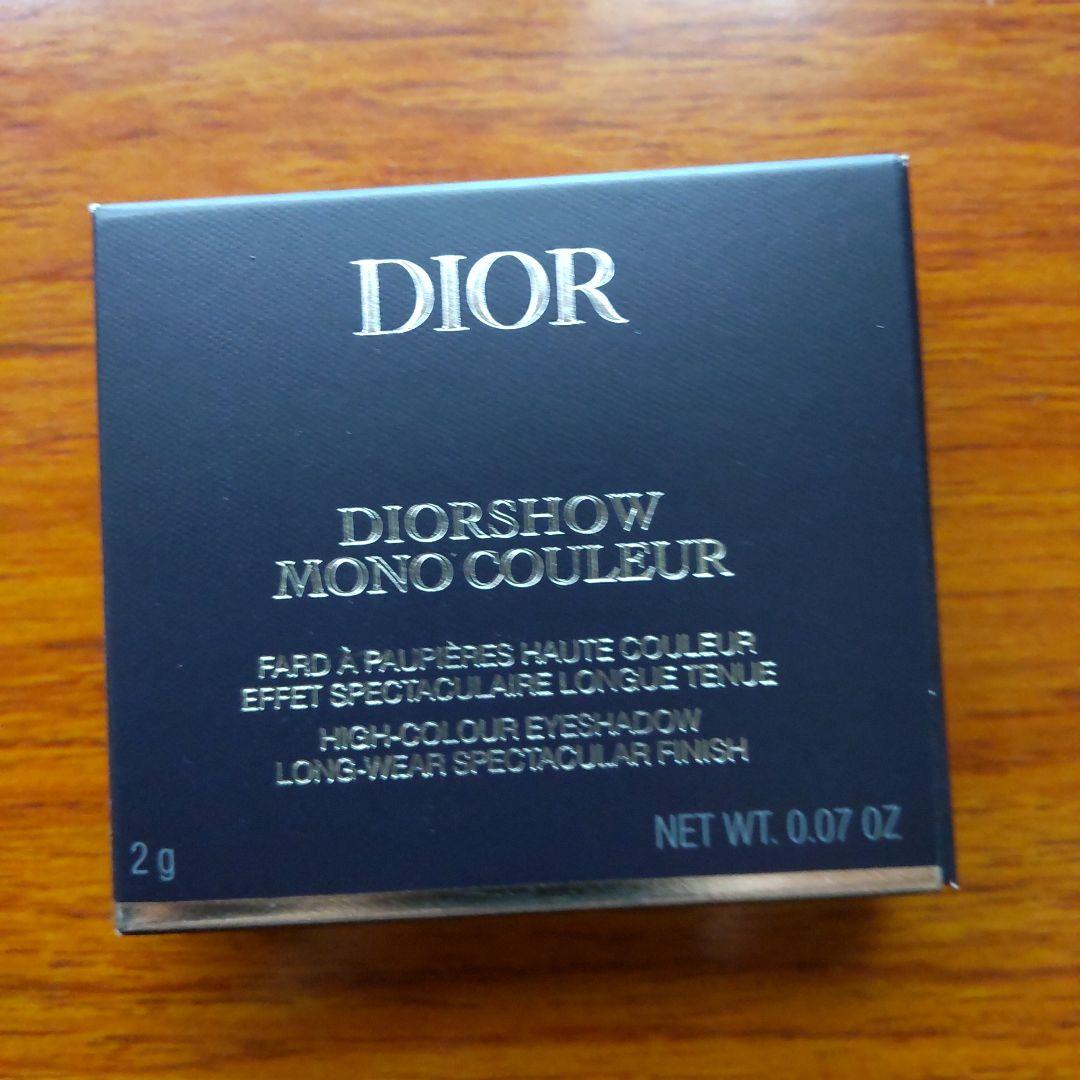 DIOR
DIORSHOW
MONO COULEUR
FARD À PAUPIÈRES HAUTE COULEUR
EFFET SPECTACULAIRE LONGUE TENUE
HIGH-COLOUR EYESHADOW
LONG-WEAR SPECTACULAR FINISH
2 g
NET WT. 0.07 OZ